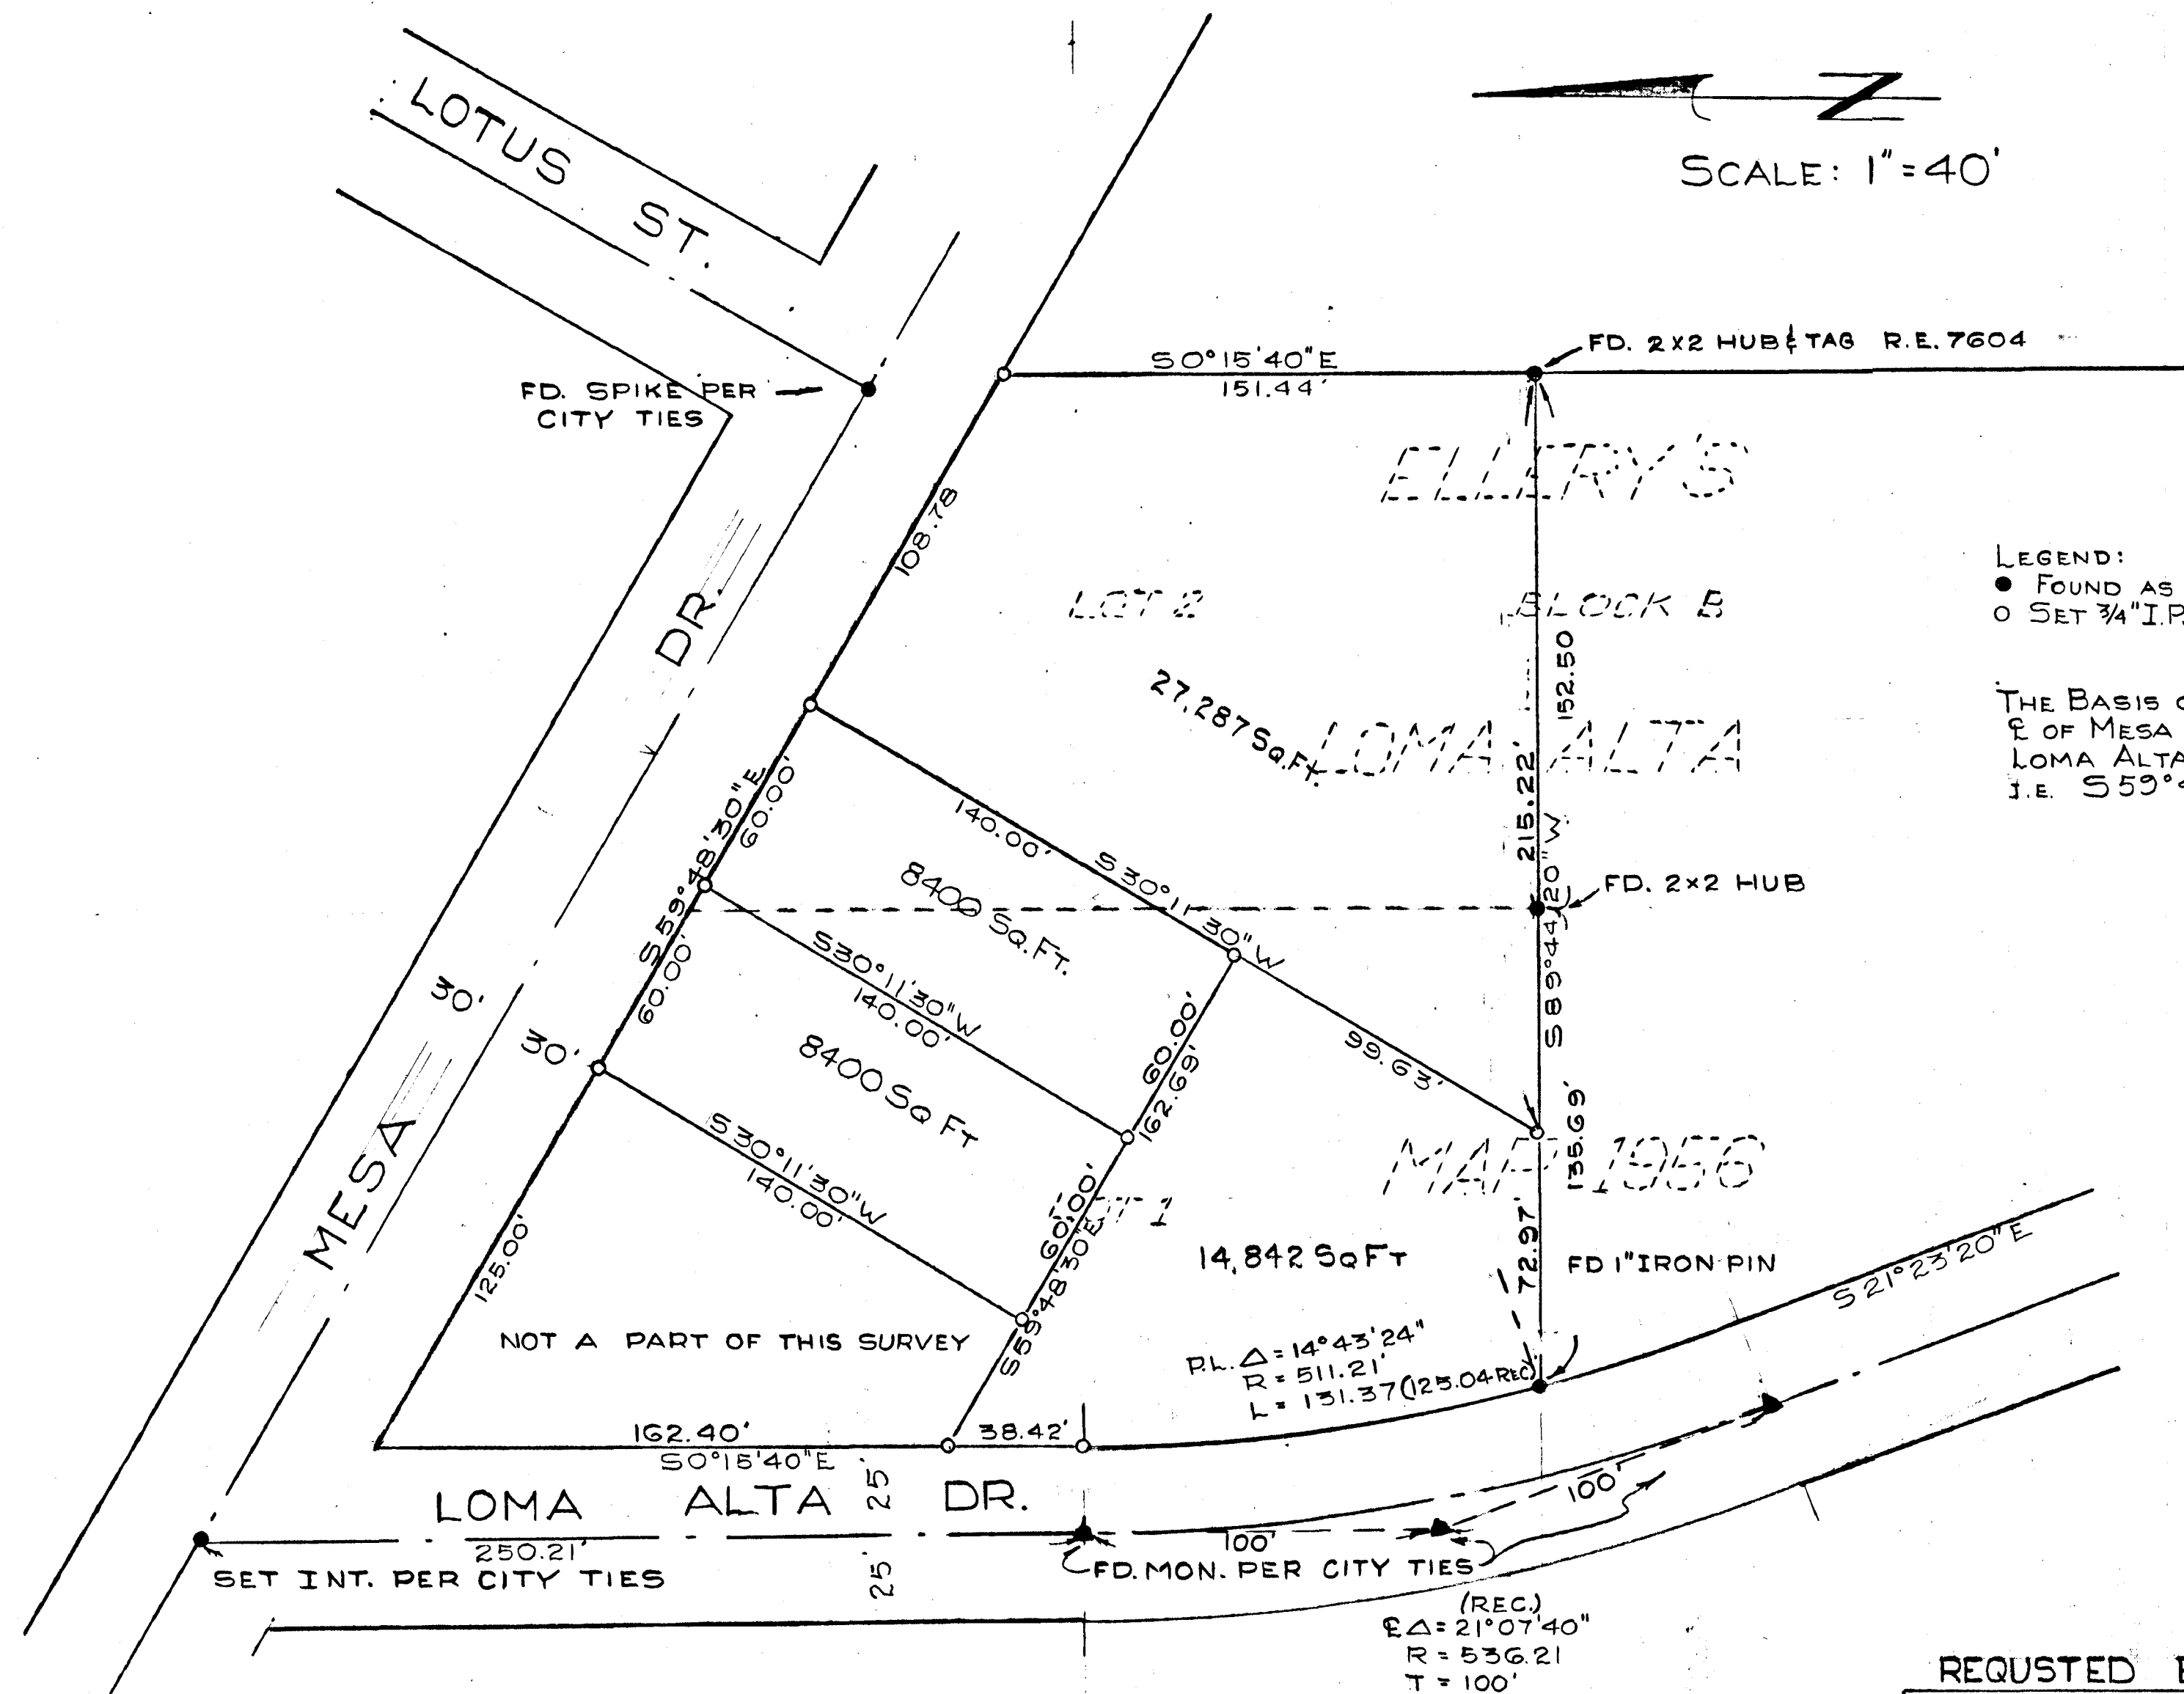 LOTUS ST.
N
SCALE: 1"=40'
FD. SPIKE PER
CITY TIES
S0°15'40"E
151.44'
FD. 2X2 HUB & TAG R.E. 7604
ELLERY'S
108.78
LOT 2
BLOCK B
LEGEND:
● FOUND AS
○ SET 3/4" I.P.
152.50
27,287 SQ.FT.
LOMA ALTA
THE BASIS
℄ OF MESA
LOMA ALTA
I.E. S59°
MESA DR.
S59°48'30"E
60.00'
60.00'
125.00'
30'
30'
140.00'
S30°11'30"W
99.63'
8400 SQ.FT.
S30°11'30"W
140.00'
8400 SQ FT
S30°11'30"W
140.00'
215.22'
S89°44'20"W
FD. 2X2 HUB
60.00'
162.69'
60.00'
S59°48'30"E
135.69'
MAP 1956
LOT 1
14,842 SQ FT
72.97'
FD 1" IRON PIN
S21°23'20"E
NOT A PART OF THIS SURVEY
P.L. Δ=14°43'24"
R=511.21'
L=131.37(125.04 REC)
162.40'
S0°15'40"E
38.42'
LOMA ALTA DR.
25'
25'
250.21'
SET INT. PER CITY TIES
100'
100'
FD. MON. PER CITY TIES
(REC.)
℄ Δ=21°07'40"
R=536.21
T=100'
REQUSTED